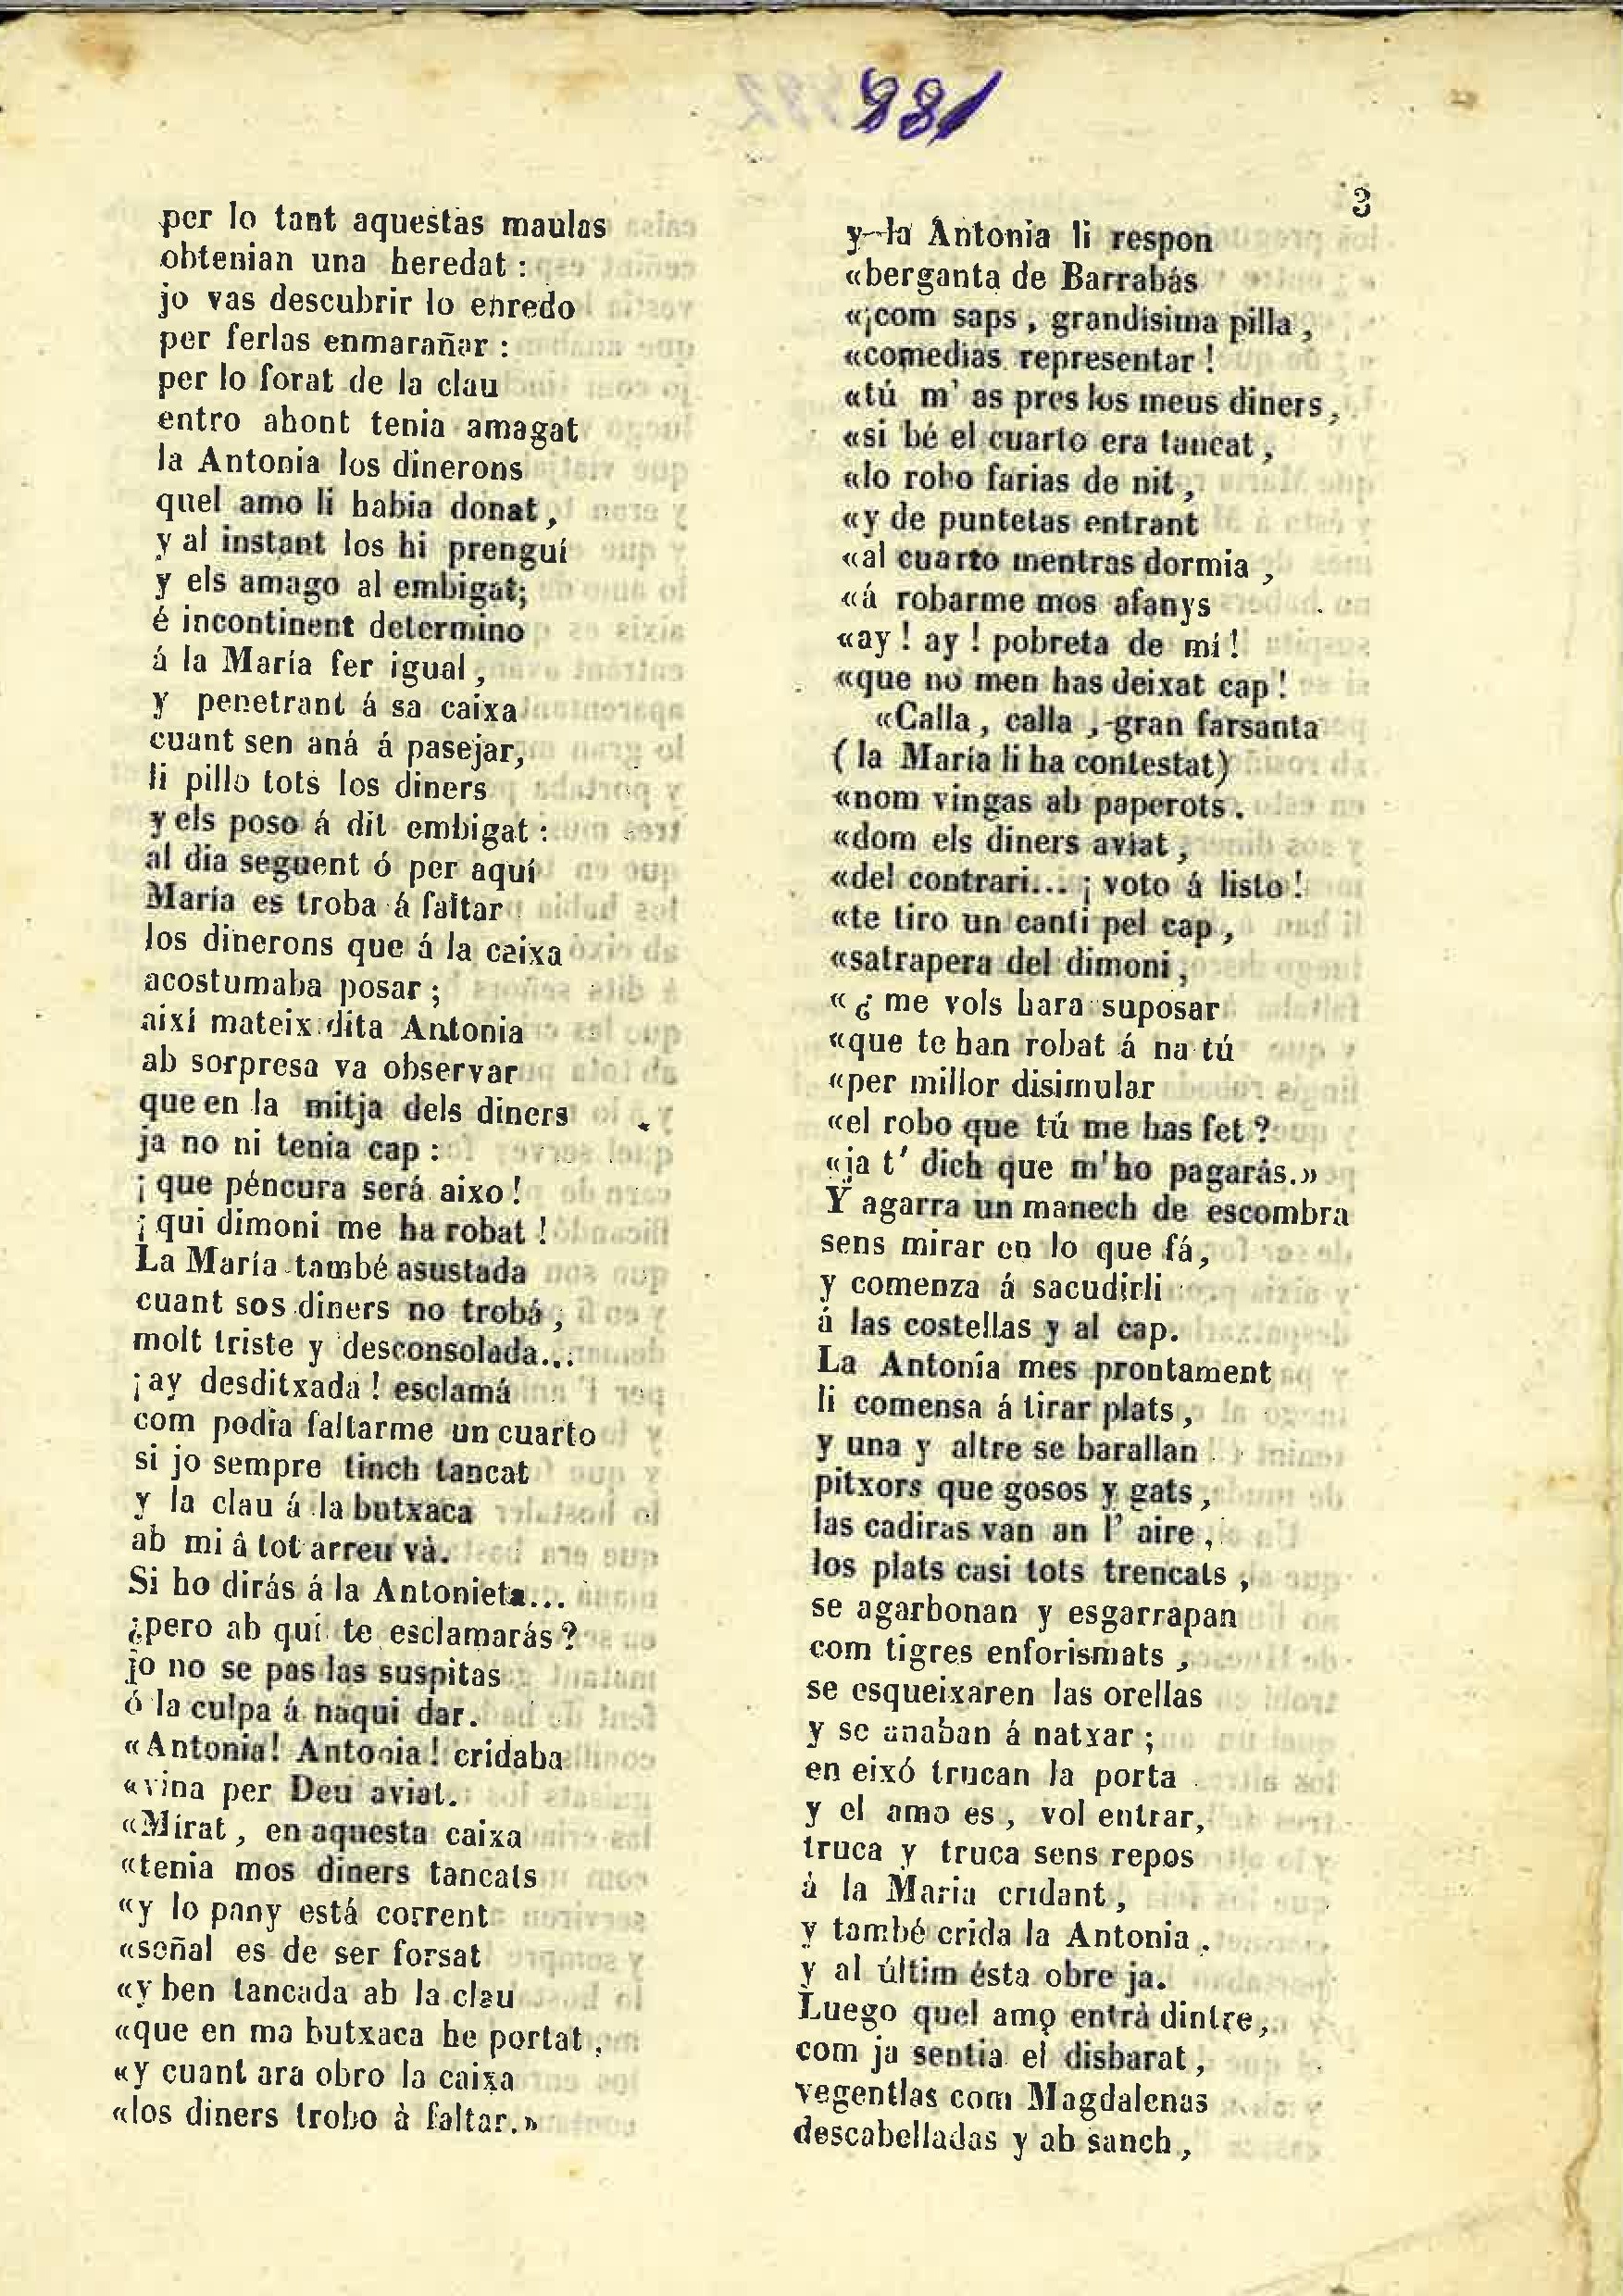 881
3
per lo tant aquestas maulas
obtenian una heredat :
jo vas descubrir lo enredo
per ferlas enmarañar :
per lo forat de la clau
entro ahont tenia amagat
la Antonia los dinerons
quel amo li habia donat,
y al instant los hi prenguí
y els amago al embigat;
é incontinent determino
á la María fer igual,
y penetrant á sa caixa
cuant sen aná á pasejar,
li pillo tots los diners
y els poso á dit embigat :
al dia seguent ó per aquí
María es troba á faltar
los dinerons que á la caixa
acostumaba posar ;
aixi mateix dita Antonia
ab sorpresa va observar
que en la mitja dels diners
ja no ni tenia cap :
¡ que péncura será aixo !
¡ qui dimoni me ha robat !
La María també asustada
cuant sos diners no trobá ,
molt triste y desconsolada...
¡ay desditxada ! esclamá
com podia faltarme un cuarto
si jo sempre tinch tancat
y la clau á la butxaca
ab mi á tot arreu và.
Si ho dirás á la Antonieta...
¿pero ab quí te esclamarás?
jo no se pas las suspitas
ó la culpa á náqui dar.
«Antonia! Antonia! cridaba
«vina per Deu aviat.
«Mírat, en aquesta caixa
«tenia mos diners tancats
«y lo pany está corrent
«señal es de ser forsat
«y ben tancada ab la clau
«que en ma butxaca he portat,
«y cuant ara obro la caixa
«los diners trobo à faltar.»
y la Antonia li respon
«berganta de Barrabás
«¡com saps, grandisima pilla,
«comedias representar !
«tú m' as pres los meus diners,
«si bé el cuarto era tancat,
«lo robo farias de nit,
«y de puntetas entrant
«al cuarto mentras dormia,
«á robarme mos afanys
«ay ! ay ! pobreta de mí !
«que no men has deixat cap !
«Calla, calla, gran farsanta
( la María li ha contestat)
«nom vingas ab paperots.
«dom els diners aviat,
«del contrari... ¡ voto á listo !
«te tiro un canti pel cap,
«satrapera del dimoni,
«¿ me vols bara suposar
«que te han robat á na tú
«per millor disimular
«el robo que tú me has fet ?
«ja t' dich que m'ho pagarás.»
Y agarra un manech de escombra
sens mirar en lo que fá,
y comenza á sacudirli
á las costellas y al cap.
La Antonía mes prontament
li comensa á tirar plats,
y una y altre se barallan
pitxors que gosos y gats,
las cadiras van an l' aire,
los plats casi tots trencats,
se agarbonan y esgarrapan
com tigres enforismats,
se esqueixaren las orellas
y se anaban á natxar;
en eixó trucan la porta
y el amo es, vol entrar,
truca y truca sens repos
á la Maria cridant,
y també crida la Antonia.
y al últim ésta obre ja.
Luego quel amo entrá dintre,
com ja sentia el disbarat,
vegentlas com Magdalenas
descabelladas y ab sanch,